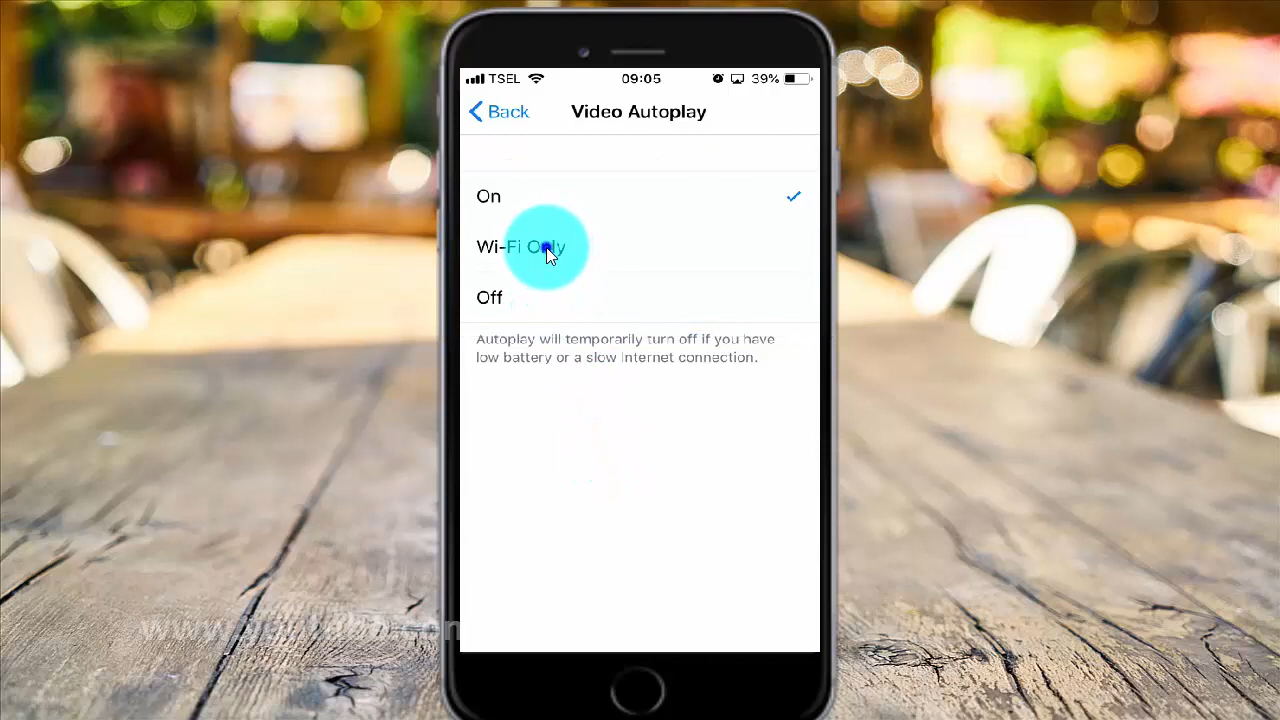 TSEL 09:05 39%
Back Video Autoplay
On
Wi-Fi Only
Off
Autoplay will temporarily turn off if you have
low battery or a slow Internet connection.